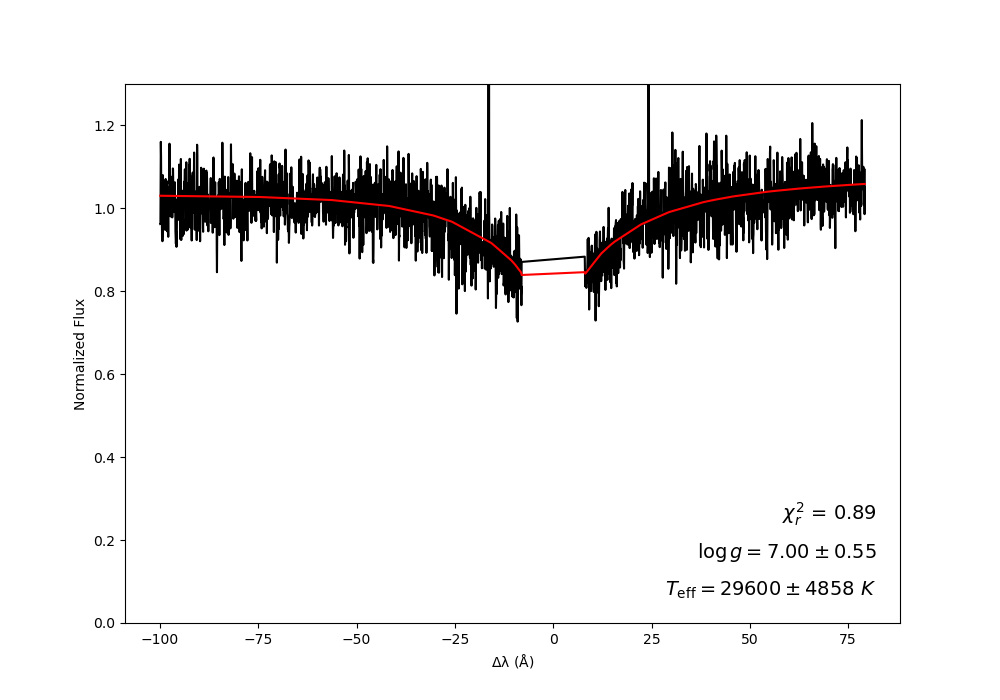 1.2
1.0
0.8
0.6
0.4
0.2
0.0
Normalized Flux
χ²ᵣ = 0.89
log g = 7.00 ± 0.55
T_eff = 29600 ± 4858 K
−100 −75 −50 −25 0 25 50 75
Δλ (Å)